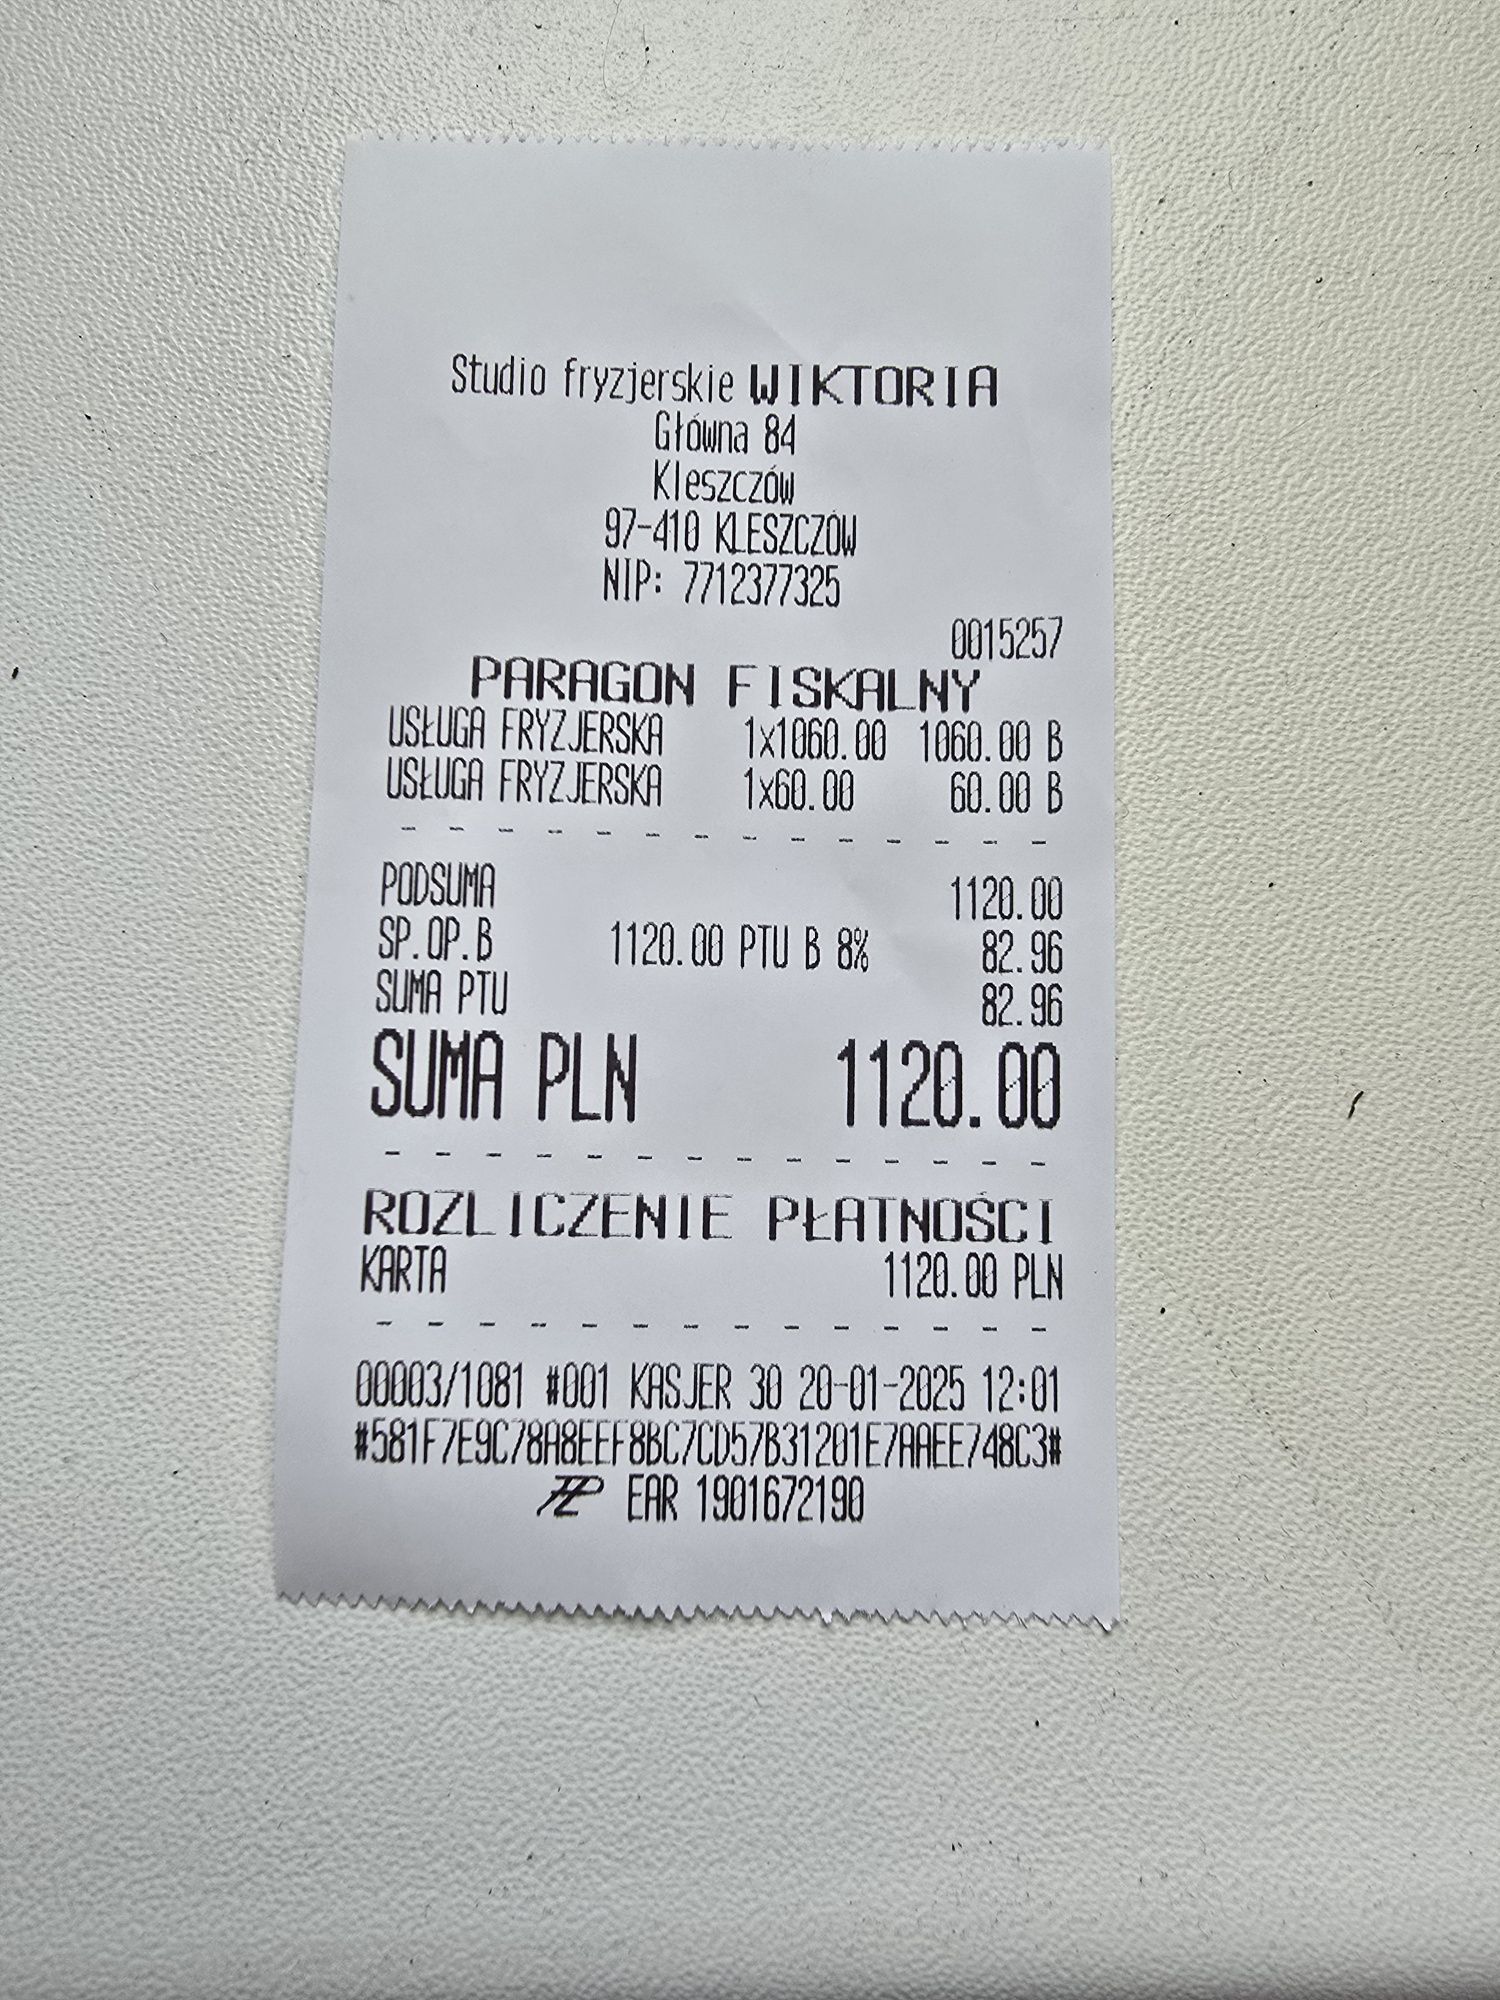 Studio fryzjerskie WIKTORIA
Główna 84
Kleszczów
97-410 KLESZCZÓW
NIP: 7712377325
0015257
PARAGON FISKALNY
USŁUGA FRYZJERSKA 1x1060.00 1060.00 B
USŁUGA FRYZJERSKA 1x60.00 60.00 B
PODSUMA 1120.00
SP.OP.B 1120.00 PTU B 8% 82.96
SUMA PTU 82.96
SUMA PLN 1120.00
ROZLICZENIE PŁATNOŚCI
KARTA 1120.00 PLN
00003/1081 #001 KASJER 30 20-01-2025 12:01
#581F7E9C78A8EEF8BC7CD57B31201E7AAEE748C3#
EAR 1901672190